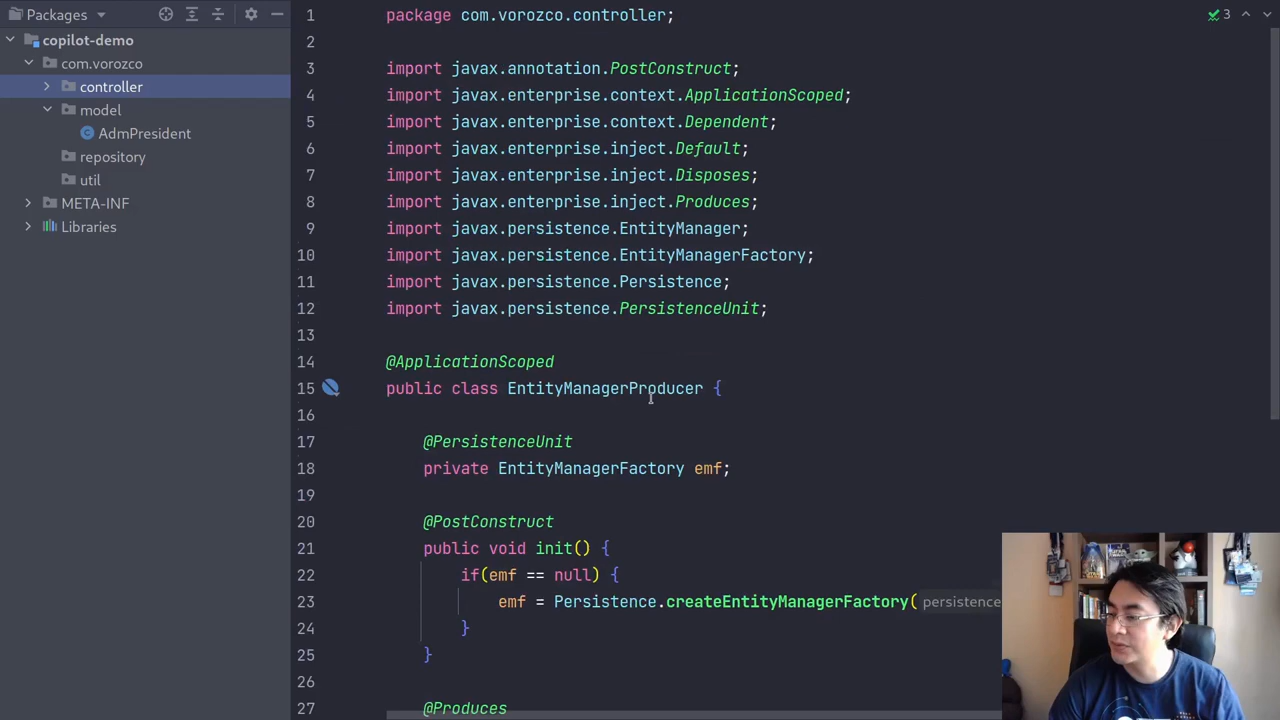 Packages
copilot-demo
com.vorozco
controller
model
AdmPresident
repository
util
META-INF
Libraries
3
1 package com.vorozco.controller;
2
3 import javax.annotation.PostConstruct;
4 import javax.enterprise.context.ApplicationScoped;
5 import javax.enterprise.context.Dependent;
6 import javax.enterprise.inject.Default;
7 import javax.enterprise.inject.Disposes;
8 import javax.enterprise.inject.Produces;
9 import javax.persistence.EntityManager;
10 import javax.persistence.EntityManagerFactory;
11 import javax.persistence.Persistence;
12 import javax.persistence.PersistenceUnit;
13
14 @ApplicationScoped
15 public class EntityManagerProducer {
16
17 @PersistenceUnit
18 private EntityManagerFactory emf;
19
20 @PostConstruct
21 public void init() {
22 if(emf == null) {
23 emf = Persistence.createEntityManagerFactory( persistence
24 }
25 }
26
27 @Produces